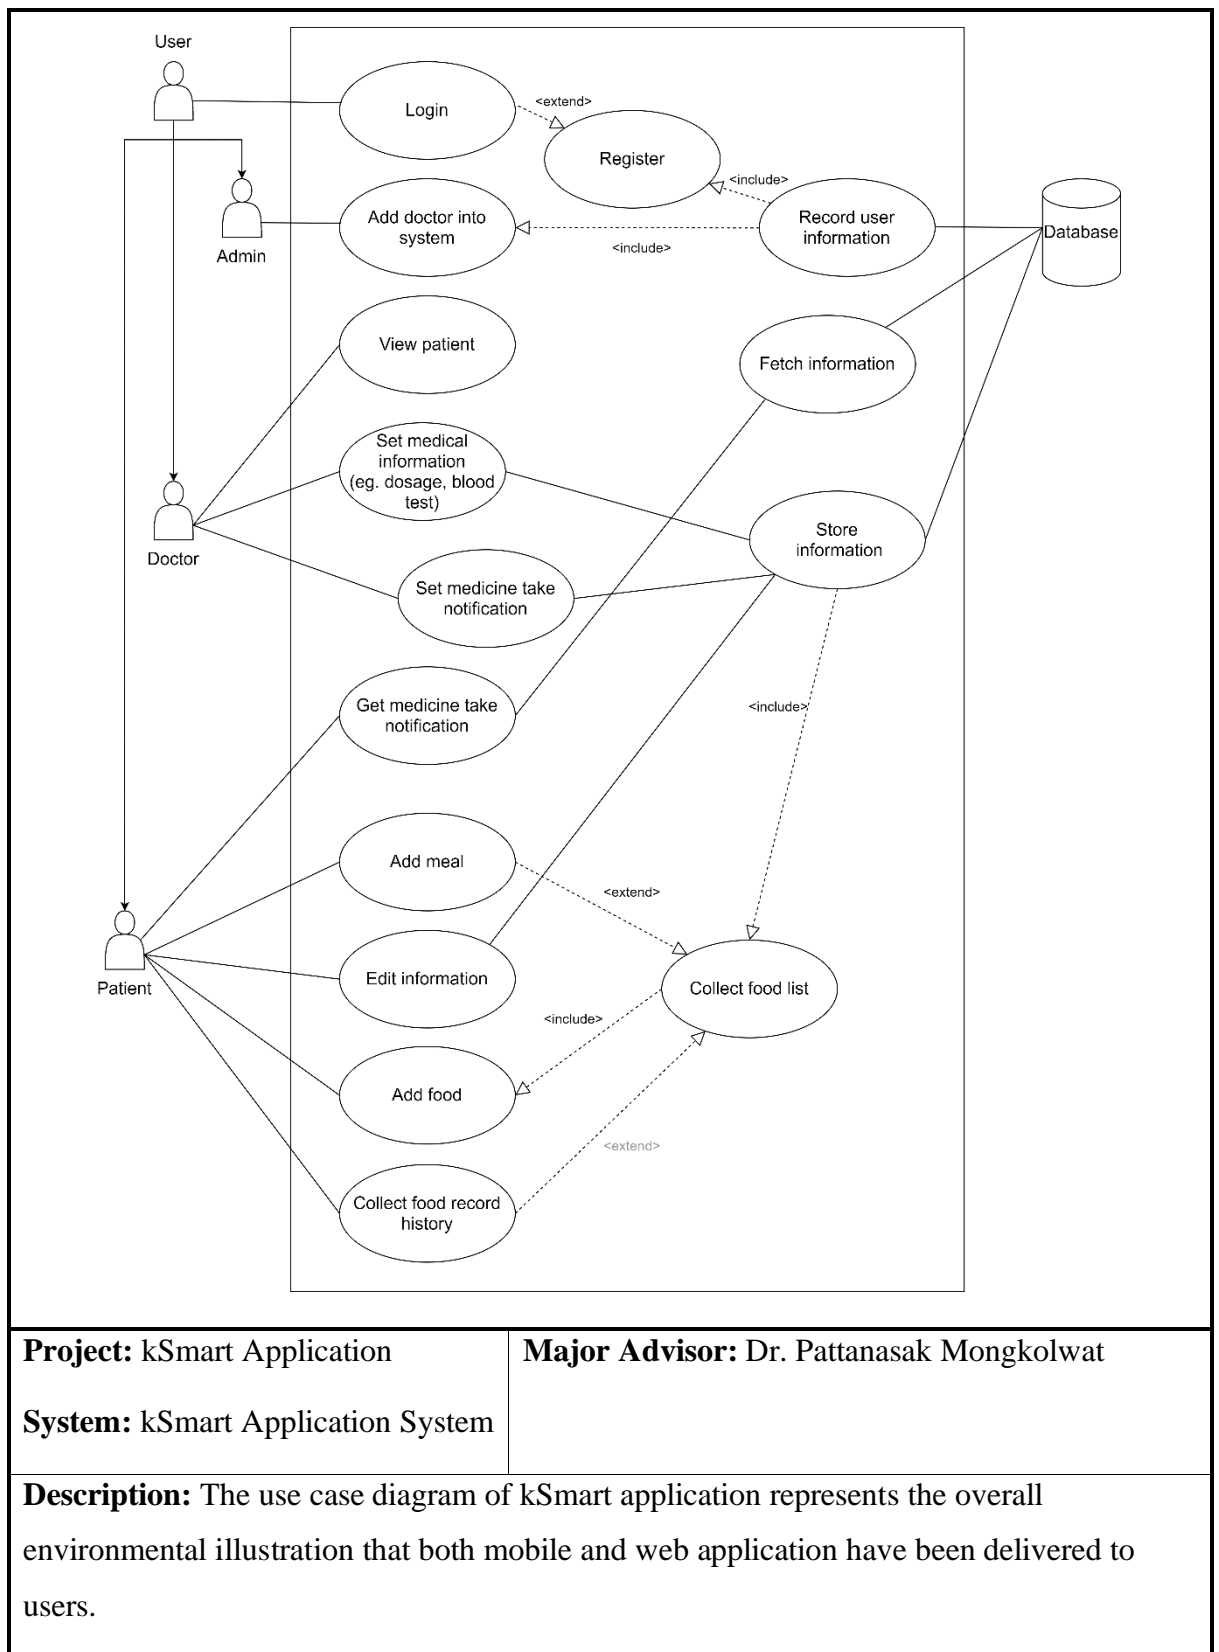 User
Login
<extend>
Register
<include>
Admin
Add doctor into
system
<include>
Record user
information
Database
View patient
Fetch information
Set medical
information
(eg. dosage, blood
test)
Doctor
Store
information
Set medicine take
notification
Get medicine take
notification
<include>
Add meal
<extend>
Patient
Edit information
Collect food list
<include>
Add food
<extend>
Collect food record
history
Project: kSmart Application
System: kSmart Application System
Major Advisor: Dr. Pattanasak Mongkolwat
Description: The use case diagram of kSmart application represents the overall
environmental illustration that both mobile and web application have been delivered to
users.